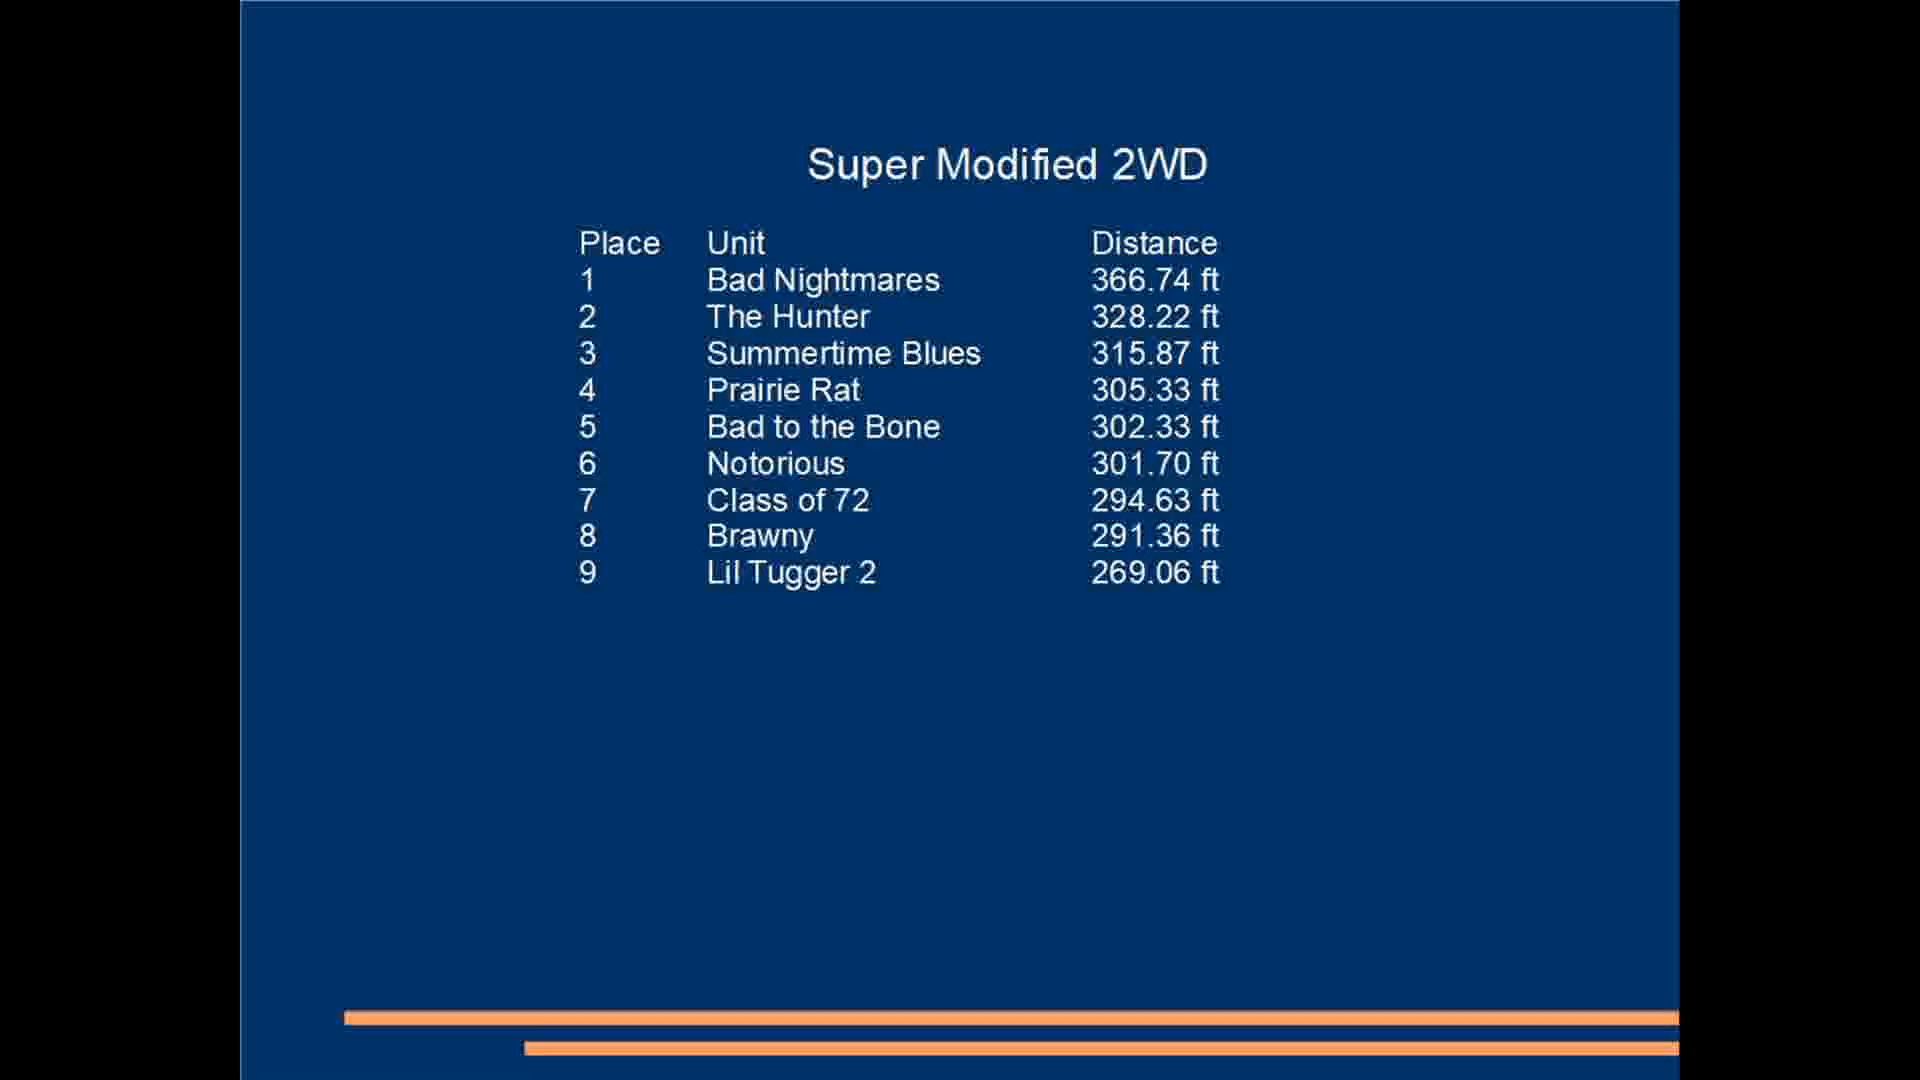 Super Modified 2WD
Place Unit Distance
1 Bad Nightmares 366.74 ft
2 The Hunter 328.22 ft
3 Summertime Blues 315.87 ft
4 Prairie Rat 305.33 ft
5 Bad to the Bone 302.33 ft
6 Notorious 301.70 ft
7 Class of 72 294.63 ft
8 Brawny 291.36 ft
9 Lil Tugger 2 269.06 ft